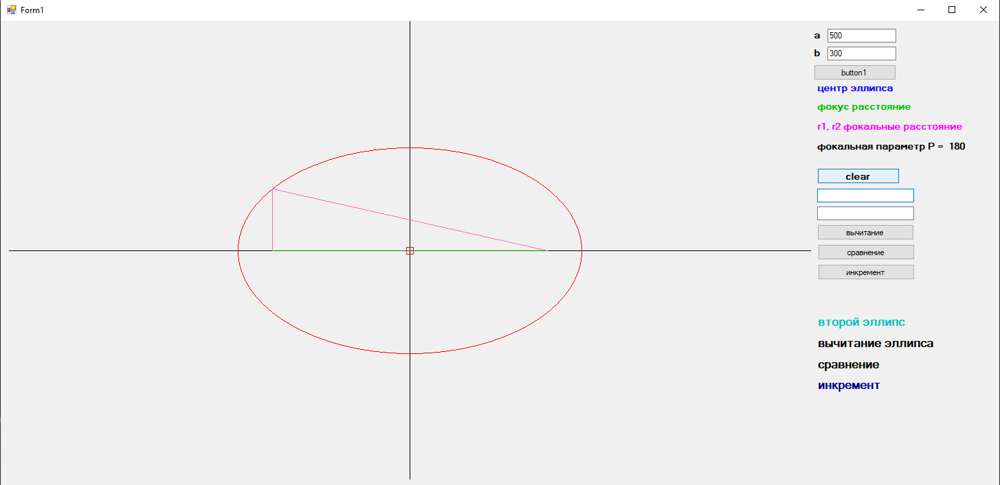 Form1
a 500
b 300
button1
центр эллипса
фокус расстояние
r1, r2 фокальные расстояние
фокальная параметр P = 180
clear
вычитание
сравнение
инкремент
второй эллипс
вычитание эллипса
сравнение
инкремент